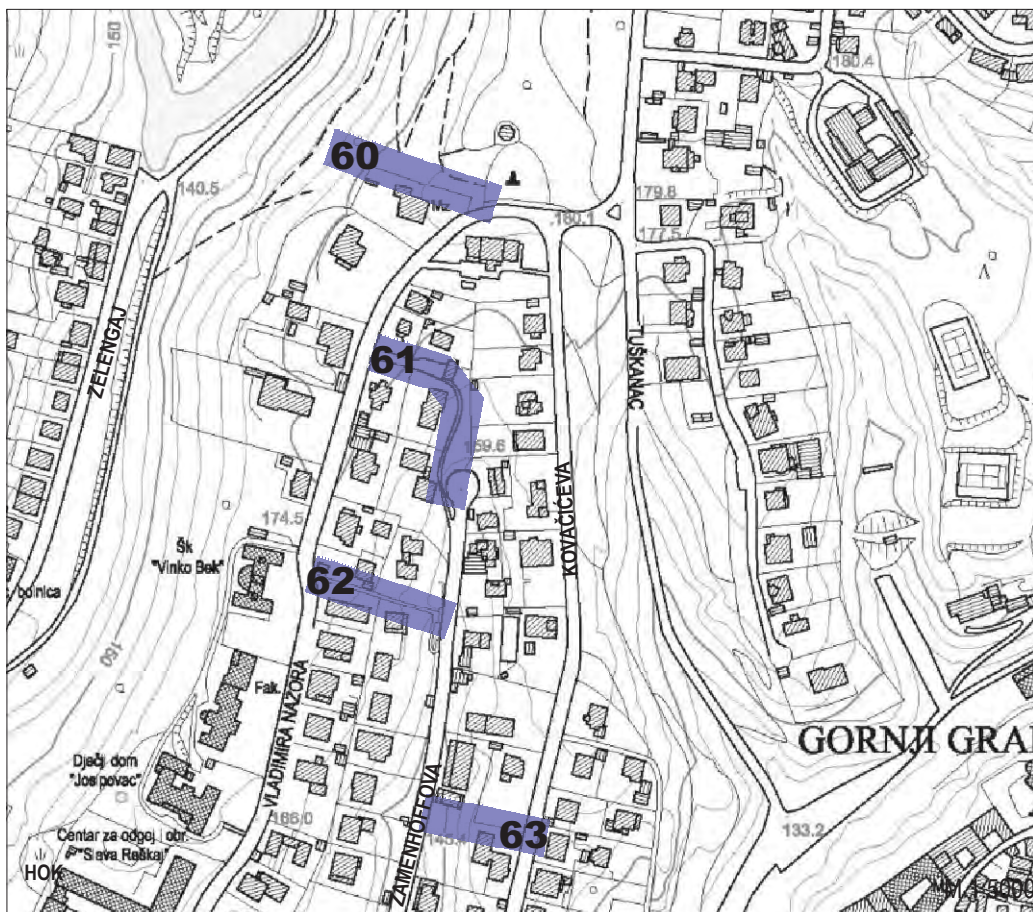 150
180.4
60
140.5
Mz.
179.8
180.1
177.5
ZELENGAJ
61
TUŠKANAC
159.6
KOVAČIĆEVA
174.5
Šk
"Vinko Bek"
bolnica
62
160
VLADIMIRA NAZORA
Fak.
GORNJI GRA
Dječji dom
"Josipovac"
ZAMENHOFFOVA
166.0
63
133.2
Centar za odgoj i obr.
"Slava Raškaj"
HOK